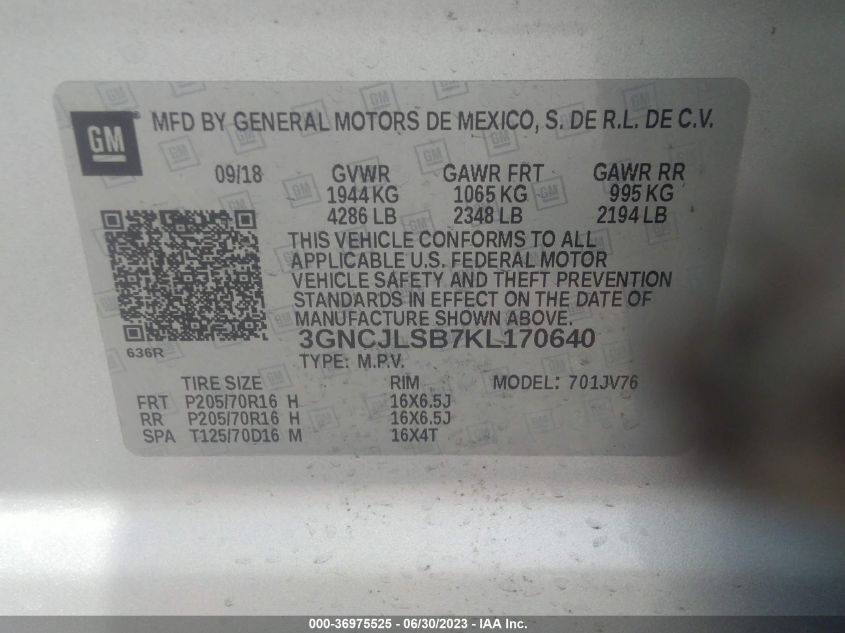 GM
MFD BY GENERAL MOTORS DE MEXICO, S. DE R.L. DE C.V.
09/18 GVWR GAWR FRT GAWR RR
1944 KG 1065 KG 995 KG
4286 LB 2348 LB 2194 LB
THIS VEHICLE CONFORMS TO ALL
APPLICABLE U.S. FEDERAL MOTOR
VEHICLE SAFETY AND THEFT PREVENTION
STANDARDS IN EFFECT ON THE DATE OF
MANUFACTURE SHOWN ABOVE.
3GNCJLSB7KL170640
636R
TYPE: M.P.V.
TIRE SIZE RIM MODEL: 701JV76
FRT P205/70R16 H 16X6.5J
RR P205/70R16 H 16X6.5J
SPA T125/70D16 M 16X4T
000-36975525 - 06/30/2023 - IAA Inc.